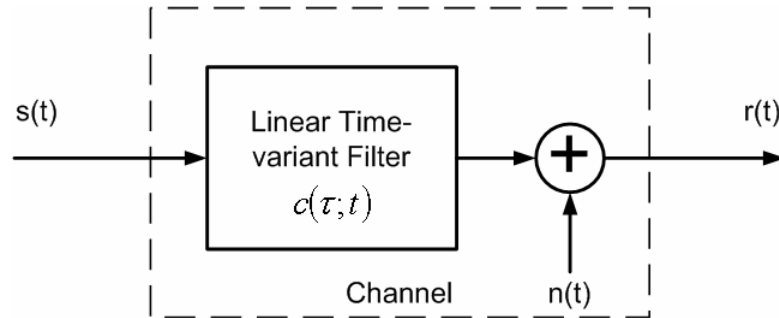 s(t)
Linear Time-
variant Filter
c(τ;t)
+
r(t)
Channel
n(t)